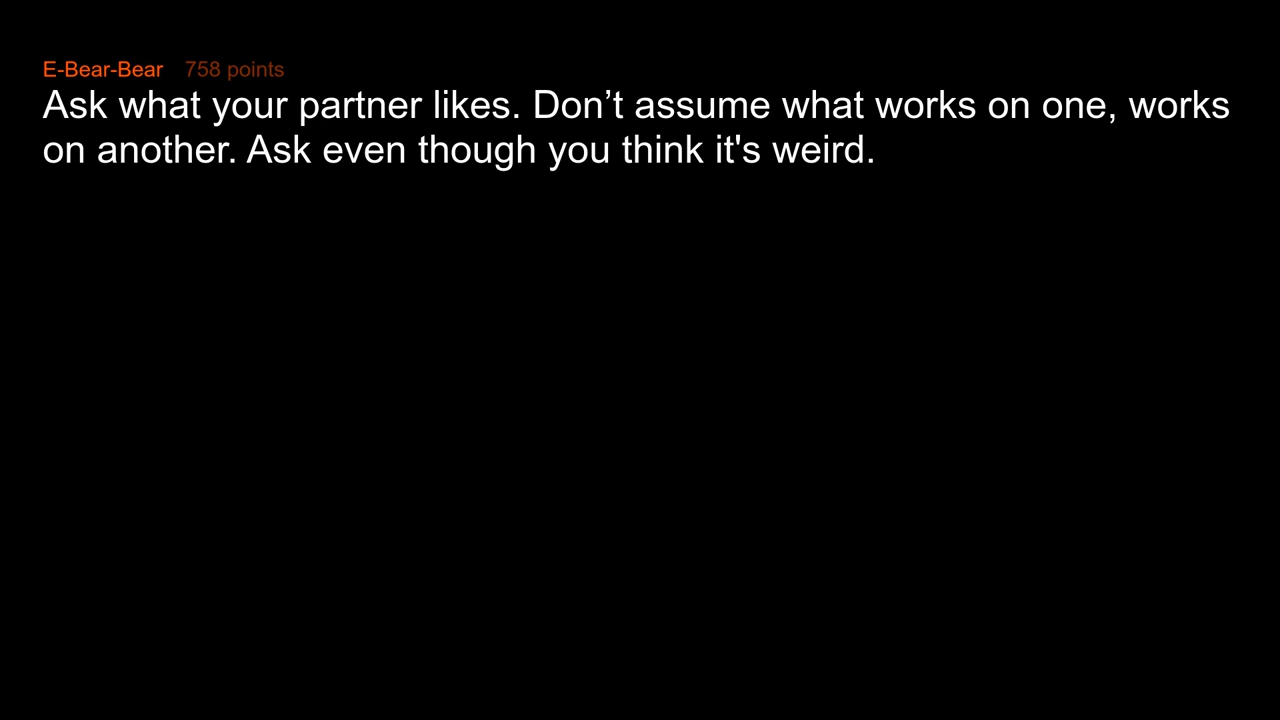 E-Bear-Bear 758 points
Ask what your partner likes. Don’t assume what works on one, works
on another. Ask even though you think it's weird.